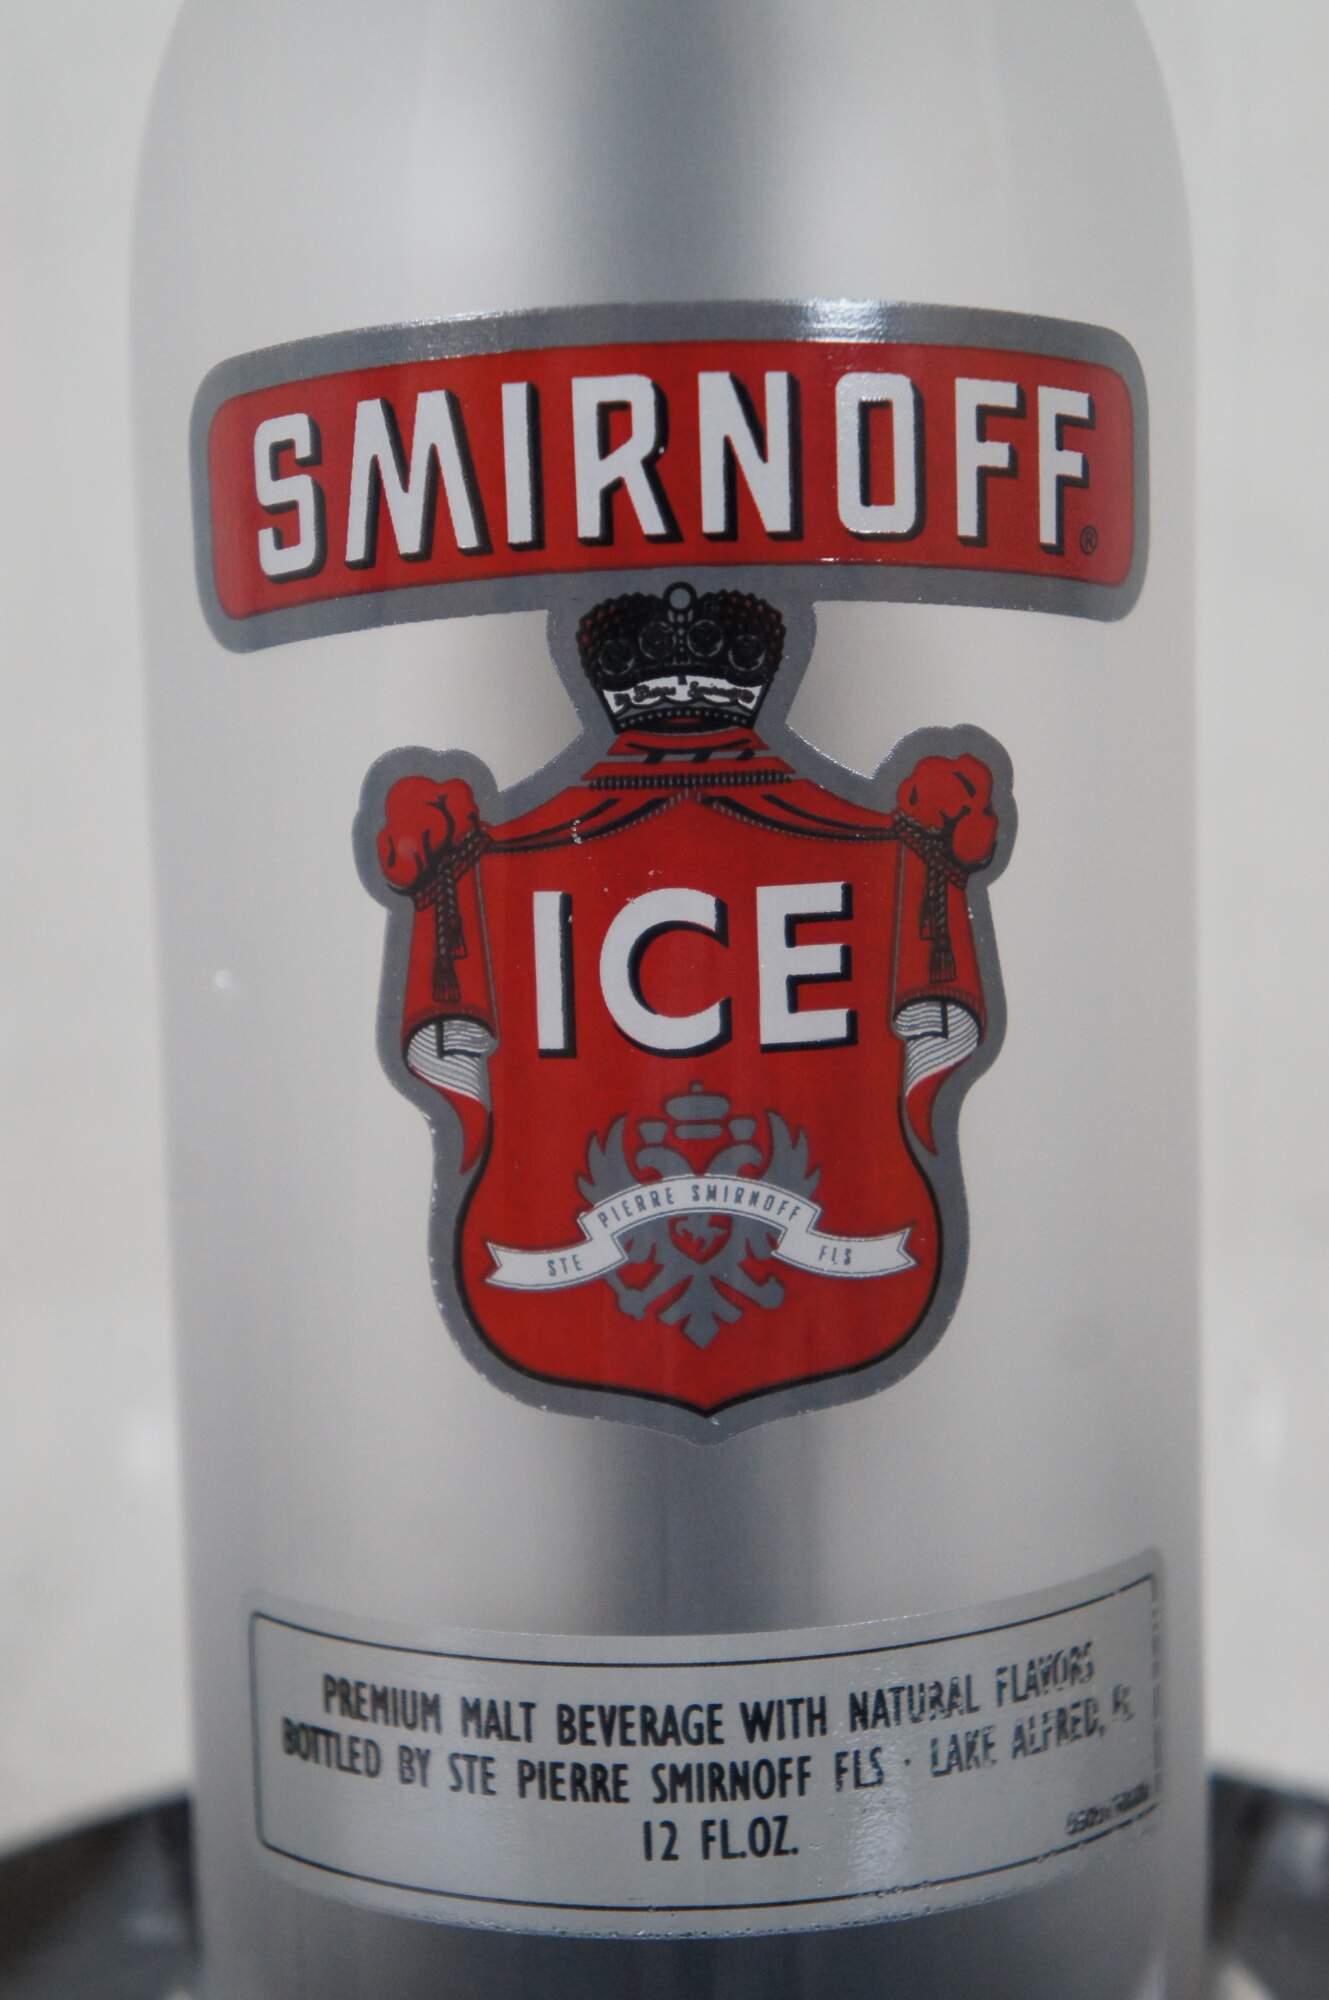 SMIRNOFF®
ICE
PIERRE SMIRNOFF
STE FLS
PREMIUM MALT BEVERAGE WITH NATURAL FLAVORS
BOTTLED BY STE PIERRE SMIRNOFF FLS · LAKE ALFRED, FL
12 FL.OZ.